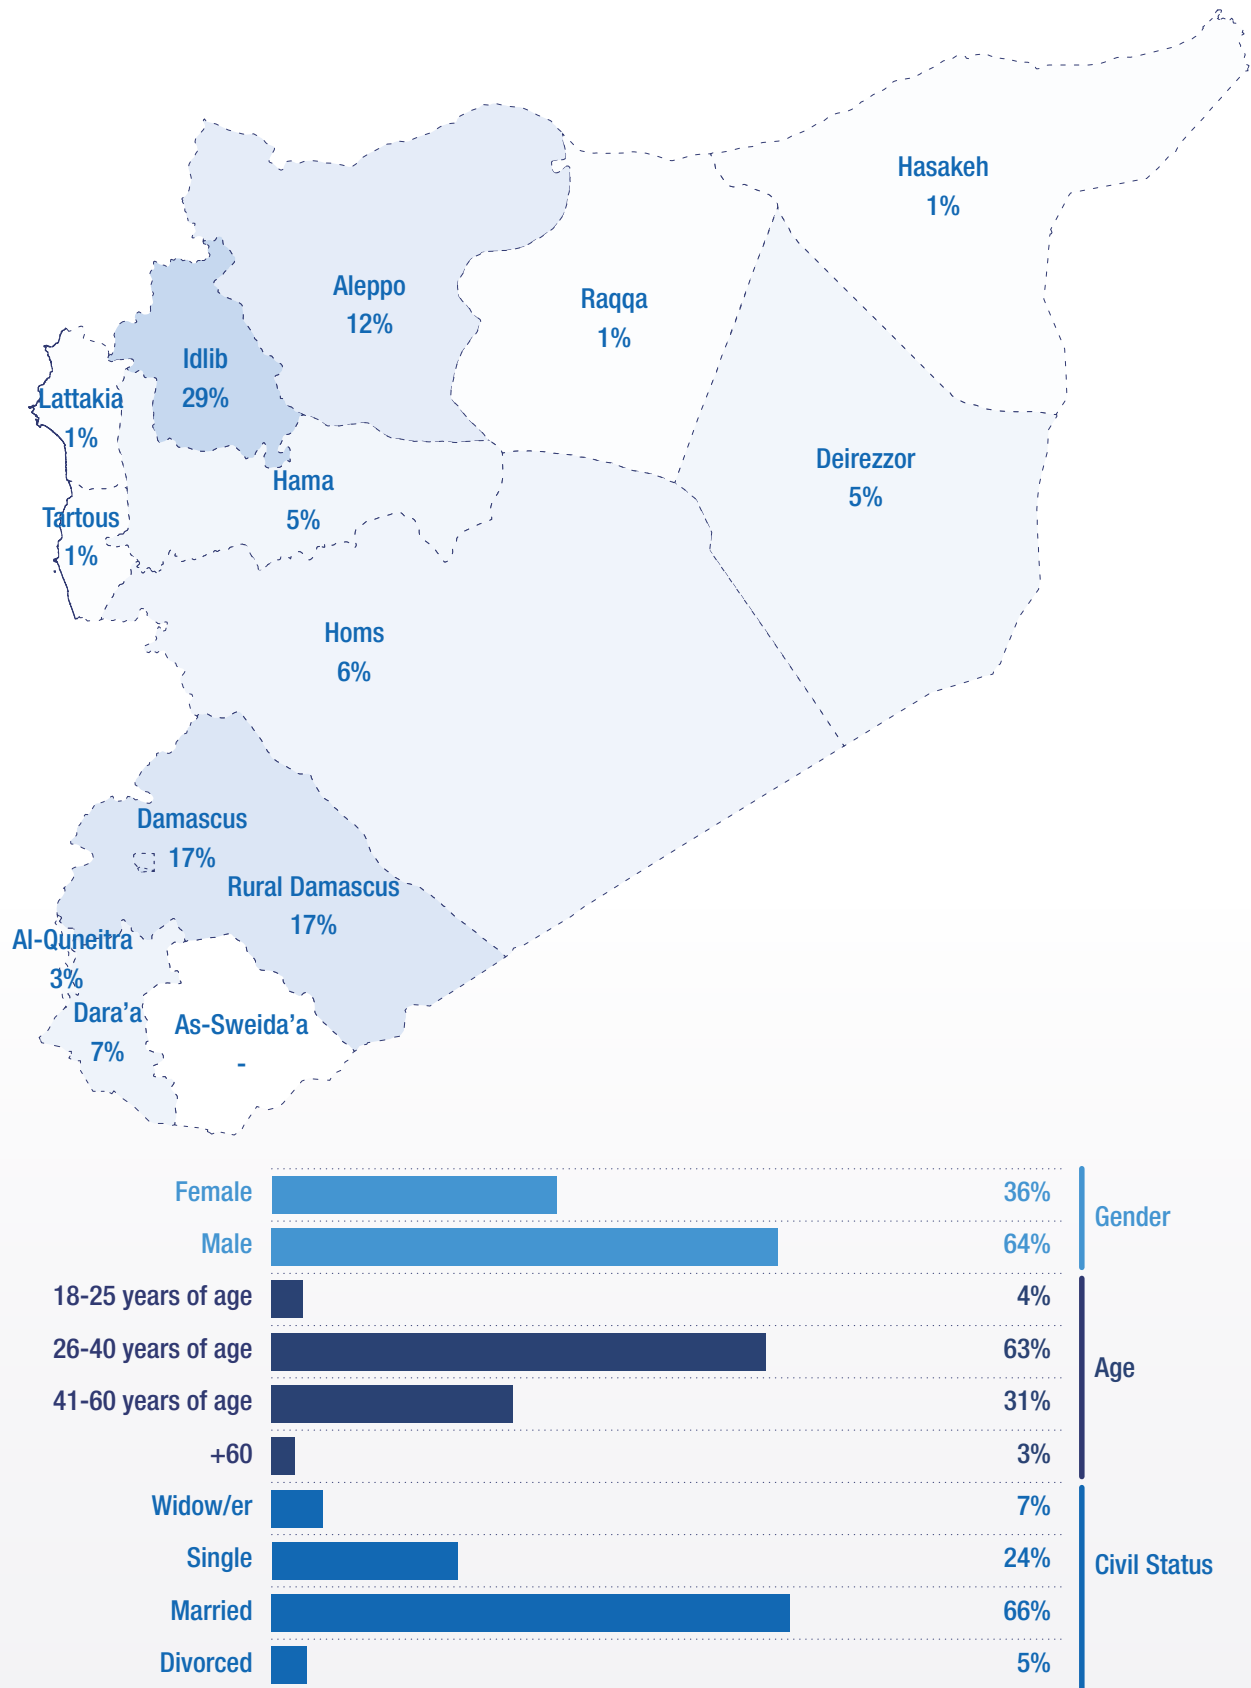 Hasakeh
1%
Aleppo
12%
Raqqa
1%
Idlib
29%
Lattakia
1%
Deirezzor
5%
Hama
5%
Tartous
1%
Homs
6%
Damascus
17%
Rural Damascus
17%
Al-Quneitra
3%
Dara’a
7%
As-Sweida’a
-
Female 36%
Male 64%
Gender
18-25 years of age 4%
26-40 years of age 63%
41-60 years of age 31%
+60 3%
Age
Widow/er 7%
Single 24%
Married 66%
Divorced 5%
Civil Status